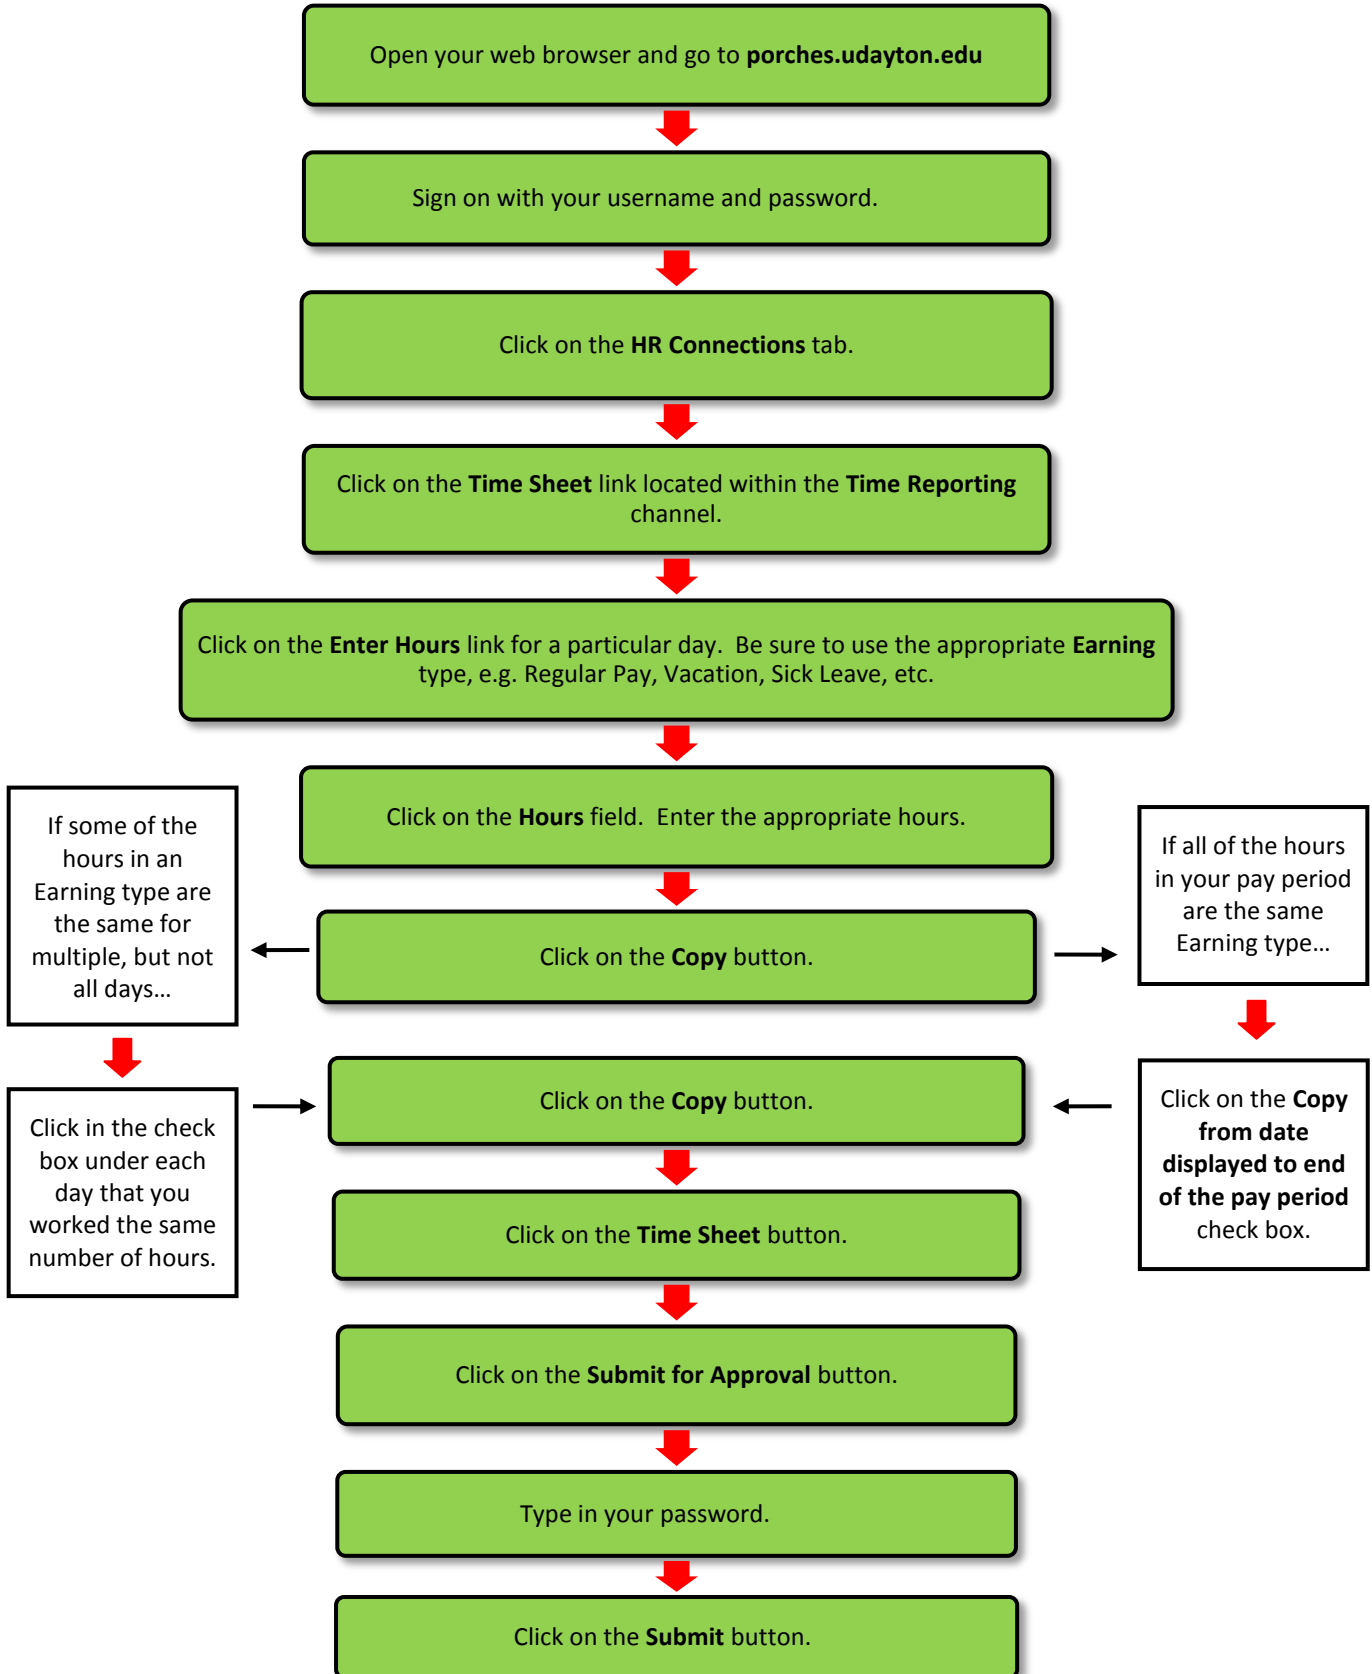 Open your web browser and go to porches.udayton.edu
Sign on with your username and password.
Click on the HR Connections tab.
Click on the Time Sheet link located within the Time Reporting
channel.
Click on the Enter Hours link for a particular day.  Be sure to use the appropriate Earning
type, e.g. Regular Pay, Vacation, Sick Leave, etc.
Click on the Hours field.  Enter the appropriate hours.
If some of the
hours in an
Earning type are
the same for
multiple, but not
all days…
Click on the Copy button.
If all of the hours
in your pay period
are the same
Earning type…
Click in the check
box under each
day that you
worked the same
number of hours.
Click on the Copy button.
Click on the Copy
from date
displayed to end
of the pay period
check box.
Click on the Time Sheet button.
Click on the Submit for Approval button.
Type in your password.
Click on the Submit button.